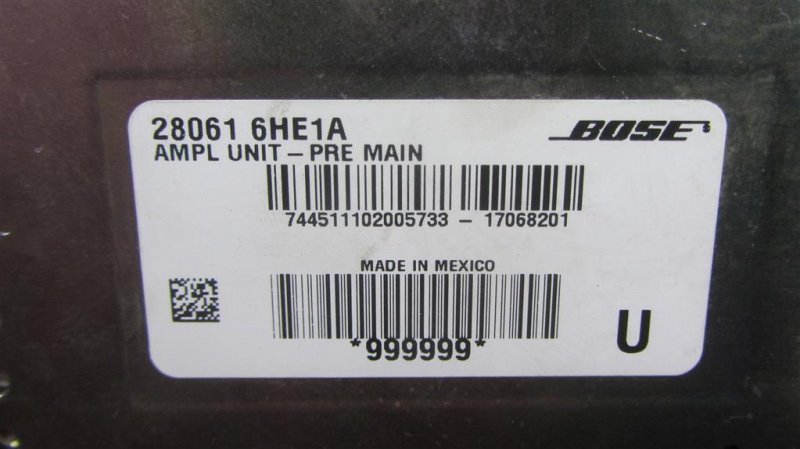 28061 6HE1A
BOSE®
AMPL UNIT – PRE MAIN
744511102005733 – 17068201
MADE IN MEXICO
*999999*
U